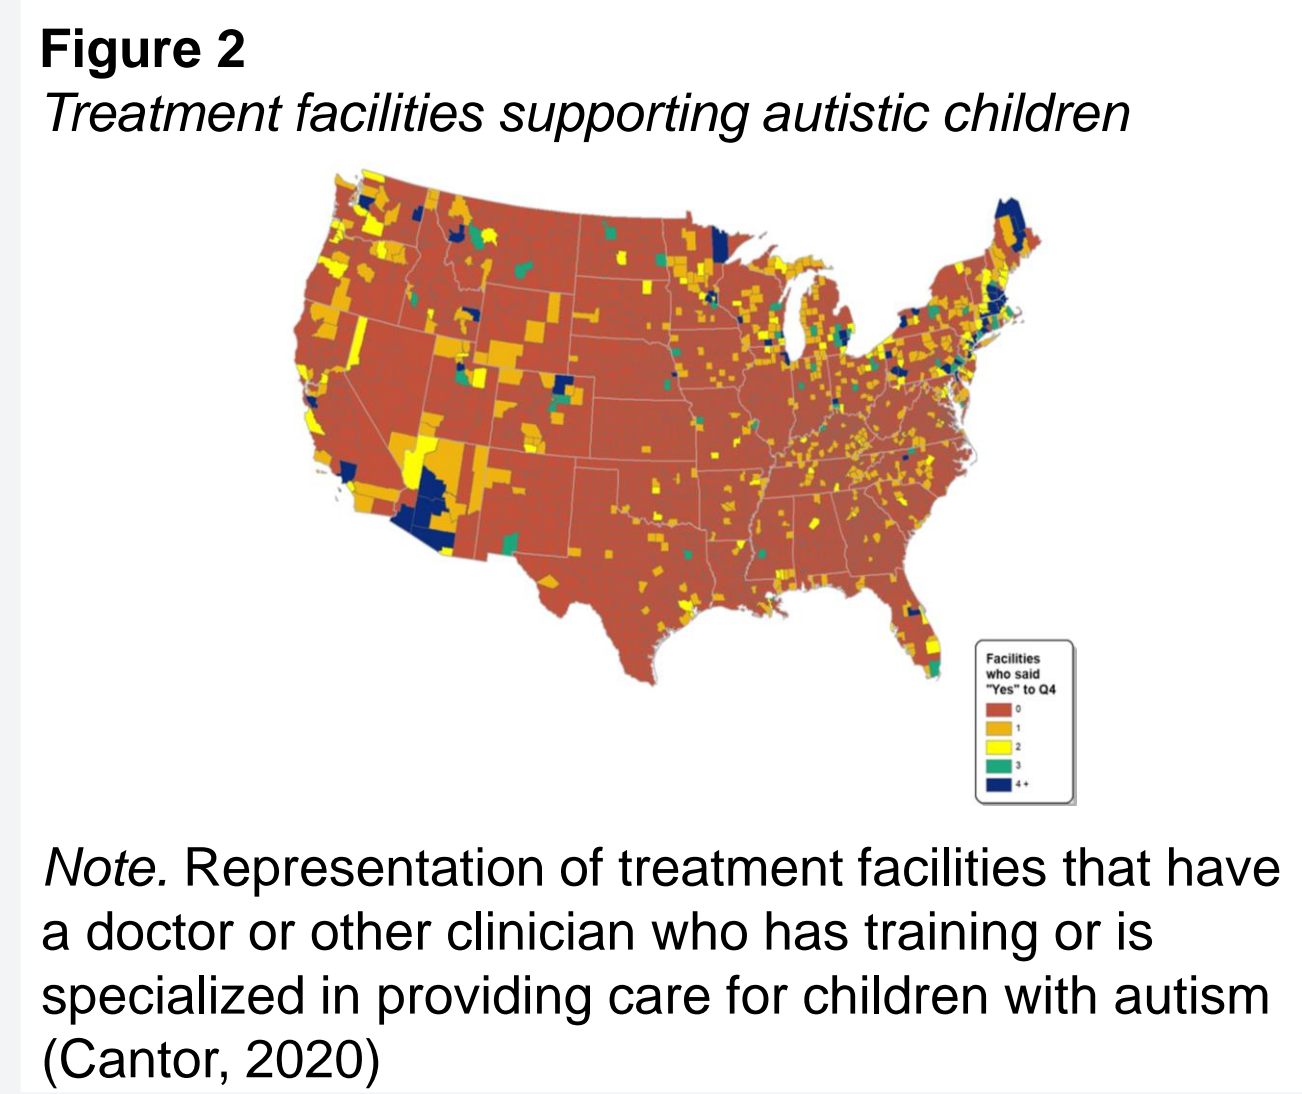 Figure 2
Treatment facilities supporting autistic children
Facilities
who said
"Yes" to Q4
0
1
2
3
4 +
Note. Representation of treatment facilities that have
a doctor or other clinician who has training or is
specialized in providing care for children with autism
(Cantor, 2020)